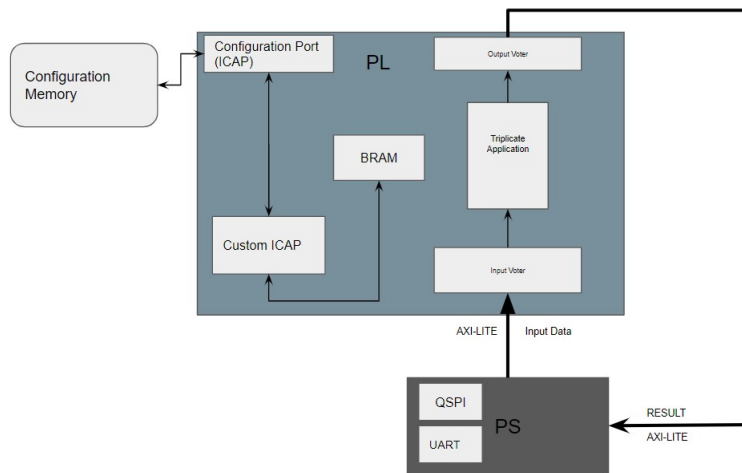 Configuration Port
(ICAP)
PL
Output Voter
Configuration
Memory
Triplicate
Application
BRAM
Custom ICAP
Input Voter
AXI-LITE
Input Data
QSPI
PS
UART
RESULT
AXI-LITE